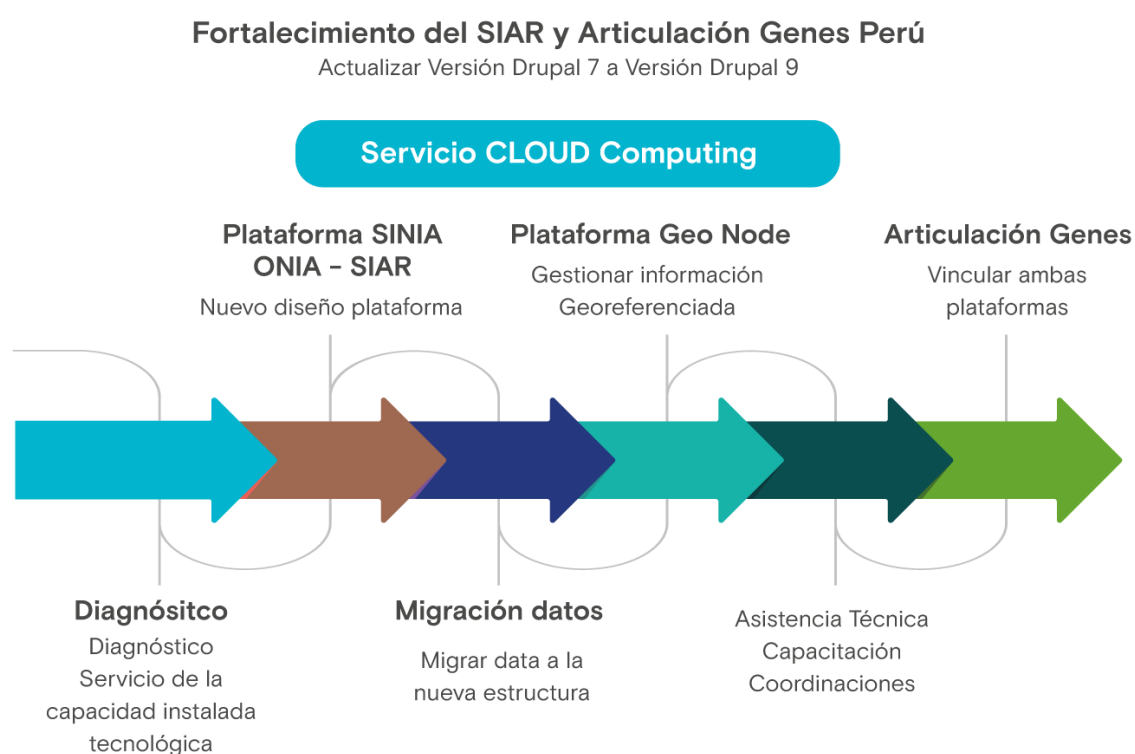 Fortalecimiento del SIAR y Articulación Genes Perú
Actualizar Versión Drupal 7 a Versión Drupal 9
Servicio CLOUD Computing
Plataforma SINIA
ONIA - SIAR
Nuevo diseño plataforma
Plataforma Geo Node
Gestionar información
Georeferenciada
Articulación Genes
Vincular ambas
plataformas
Diagnósitco
Diagnóstico
Servicio de la
capacidad instalada
tecnológica
Migración datos
Migrar data a la
nueva estructura
Asistencia Técnica
Capacitación
Coordinaciones